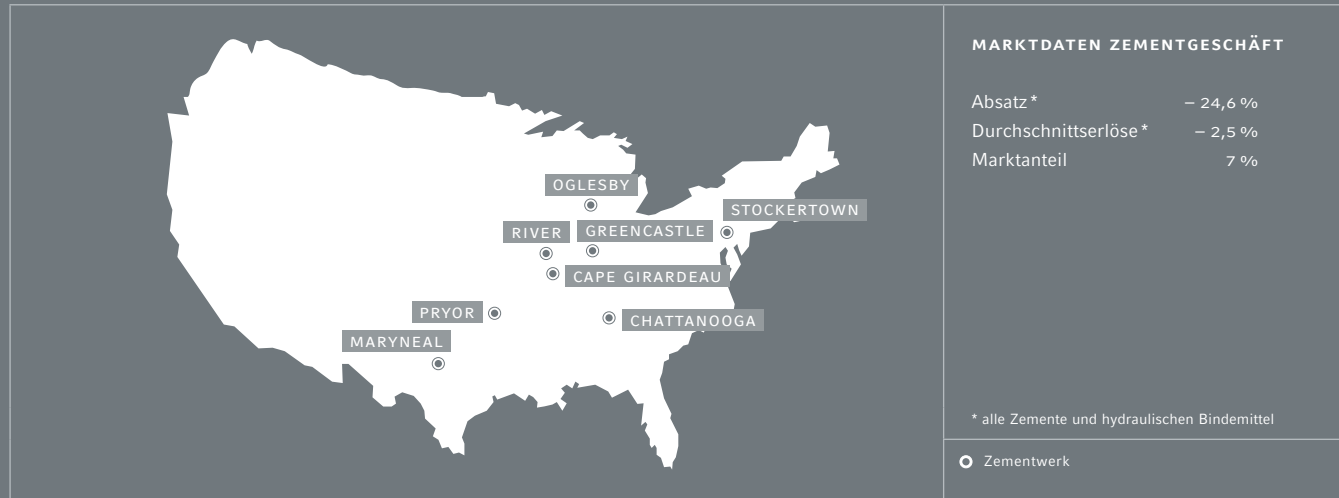 OGLESBY
STOCKERTOWN
RIVER
GREENCASTLE
CAPE GIRARDEAU
PRYOR
CHATTANOOGA
MARYNEAL
MARKTDATEN ZEMENTGESCHÄFT
Absatz * – 24,6 %
Durchschnittserlöse * – 2,5 %
Marktanteil 7 %
* alle Zemente und hydraulischen Bindemittel
Zementwerk